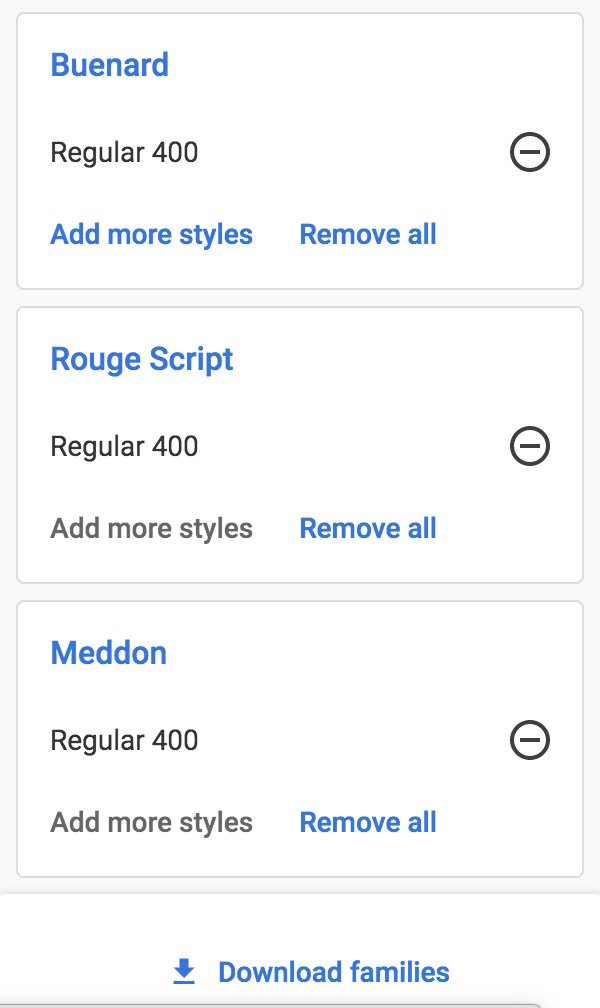 Buenard
Regular 400
Add more styles Remove all
Rouge Script
Regular 400
Add more styles Remove all
Meddon
Regular 400
Add more styles Remove all
Download families